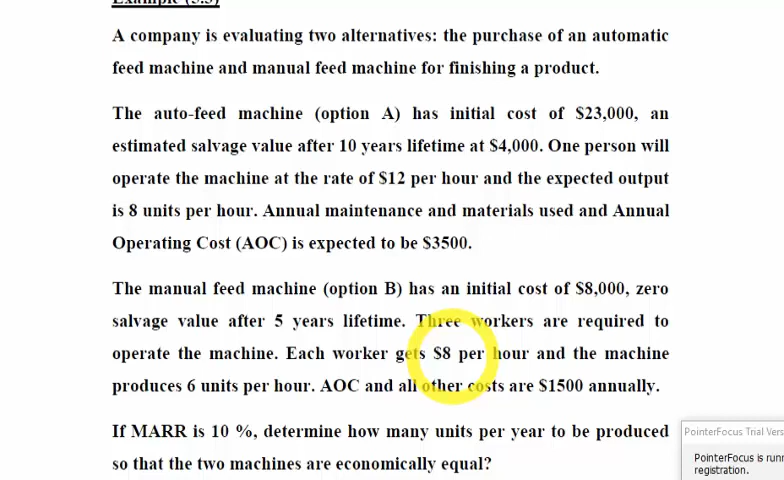 Example (5.5)
A company is evaluating two alternatives: the purchase of an automatic
feed machine and manual feed machine for finishing a product.
The auto-feed machine (option A) has initial cost of $23,000, an
estimated salvage value after 10 years lifetime at $4,000. One person will
operate the machine at the rate of $12 per hour and the expected output
is 8 units per hour. Annual maintenance and materials used and Annual
Operating Cost (AOC) is expected to be $3500.
The manual feed machine (option B) has an initial cost of $8,000, zero
salvage value after 5 years lifetime. Three workers are required to
operate the machine. Each worker gets $8 per hour and the machine
produces 6 units per hour. AOC and all other costs are $1500 annually.
If MARR is 10 %, determine how many units per year to be produced
so that the two machines are economically equal?
PointerFocus Trial
PointerFocus is
registration.